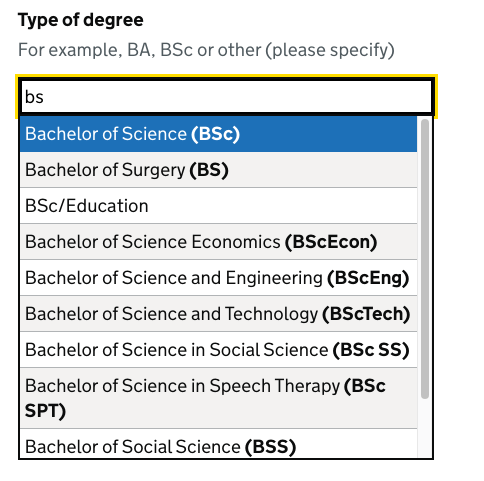 Type of degree
For example, BA, BSc or other (please specify)
bs
Bachelor of Science (BSc)
Bachelor of Surgery (BS)
BSc/Education
Bachelor of Science Economics (BScEcon)
Bachelor of Science and Engineering (BScEng)
Bachelor of Science and Technology (BScTech)
Bachelor of Science in Social Science (BSc SS)
Bachelor of Science in Speech Therapy (BSc
SPT)
Bachelor of Social Science (BSS)